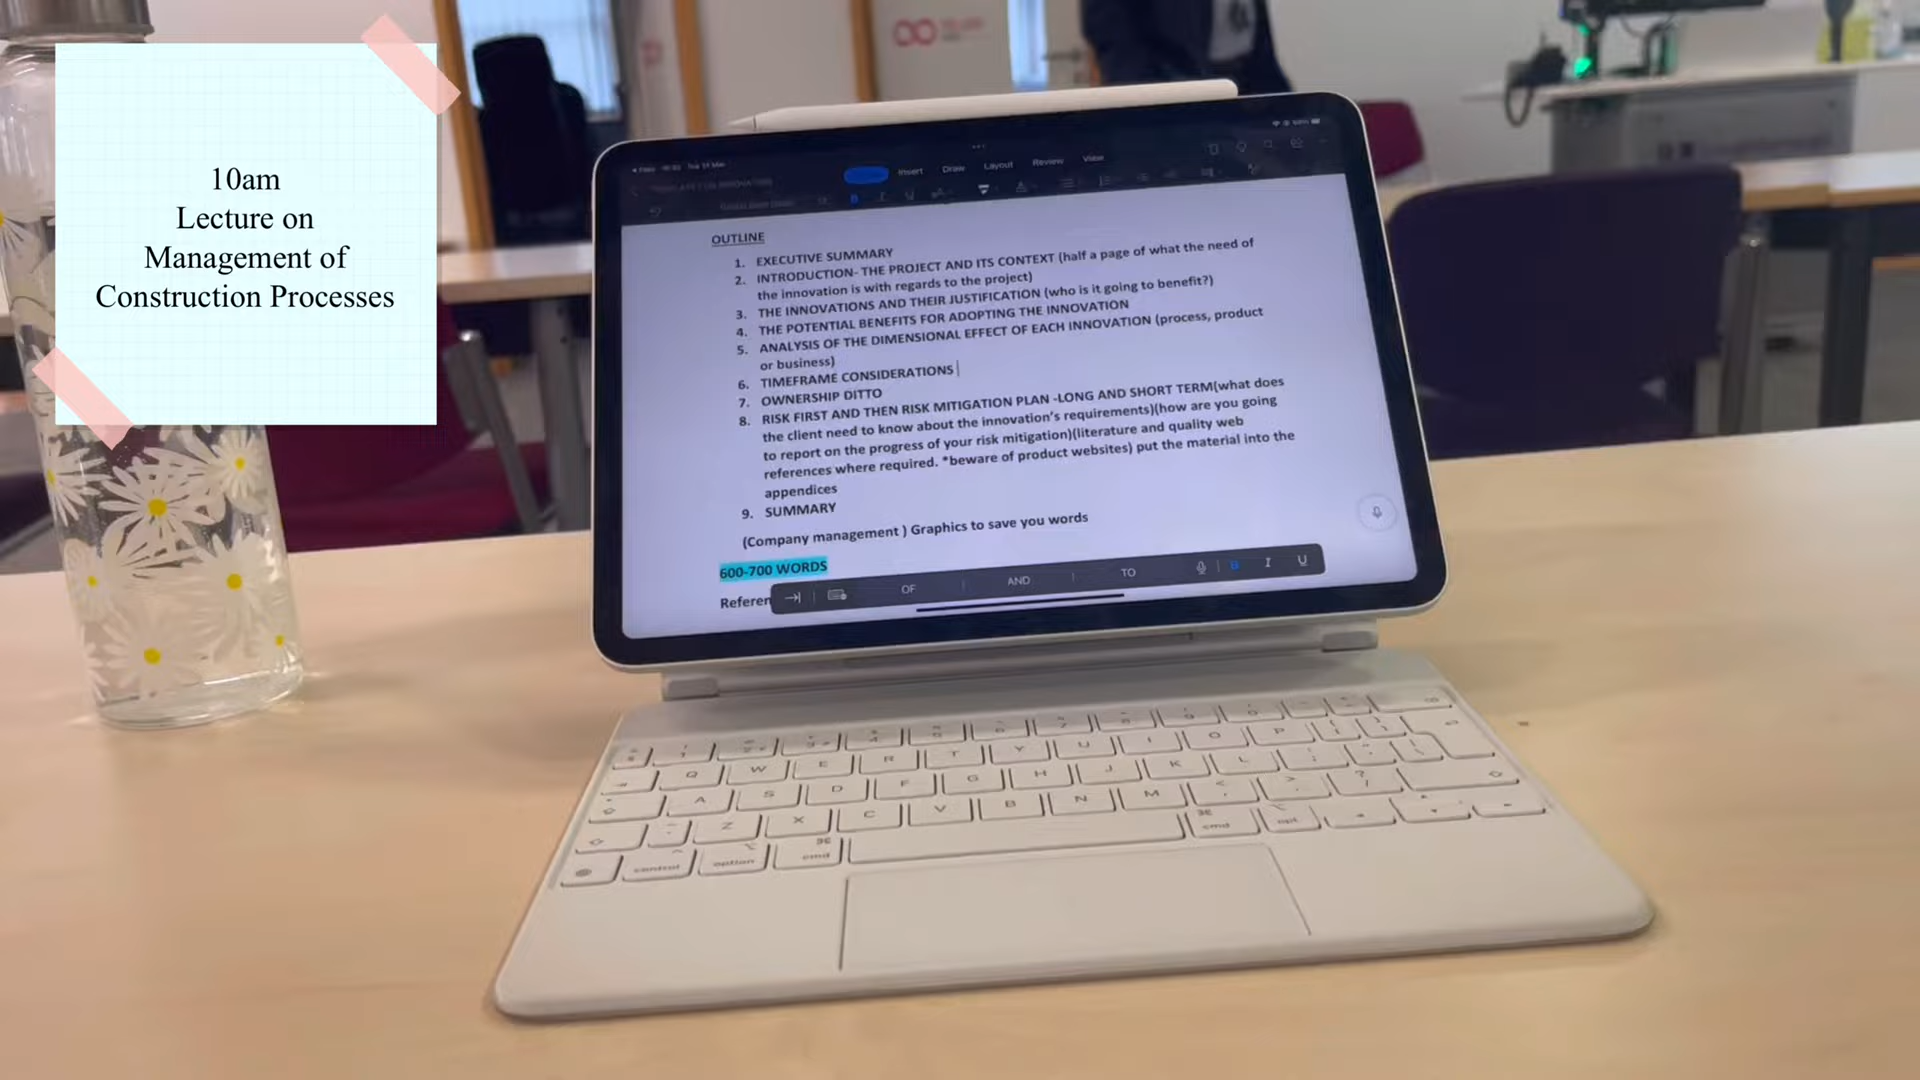 10am
Lecture on
Management of
Construction Processes
Insert Draw Layout Review View
OUTLINE
1. EXECUTIVE SUMMARY
2. INTRODUCTION- THE PROJECT AND ITS CONTEXT (half a page of what the need of
the innovation is with regards to the project)
3. THE INNOVATIONS AND THEIR JUSTIFICATION (who is it going to benefit?)
4. THE POTENTIAL BENEFITS FOR ADOPTING THE INNOVATION
5. ANALYSIS OF THE DIMENSIONAL EFFECT OF EACH INNOVATION (process, product
or business)
6. TIMEFRAME CONSIDERATIONS
7. OWNERSHIP DITTO
8. RISK FIRST AND THEN RISK MITIGATION PLAN -LONG AND SHORT TERM(what does
the client need to know about the innovation's requirements)(how are you going
to report on the progress of your risk mitigation)(literature and quality web
references where required. *beware of product websites) put the material into the
appendices
9. SUMMARY
(Company management ) Graphics to save you words
600-700 WORDS
Referen
OF AND TO B I U
Q W E R T Y U I O P
A S D F G H J K L
Z X C V B N M
control option cmd cmd opt